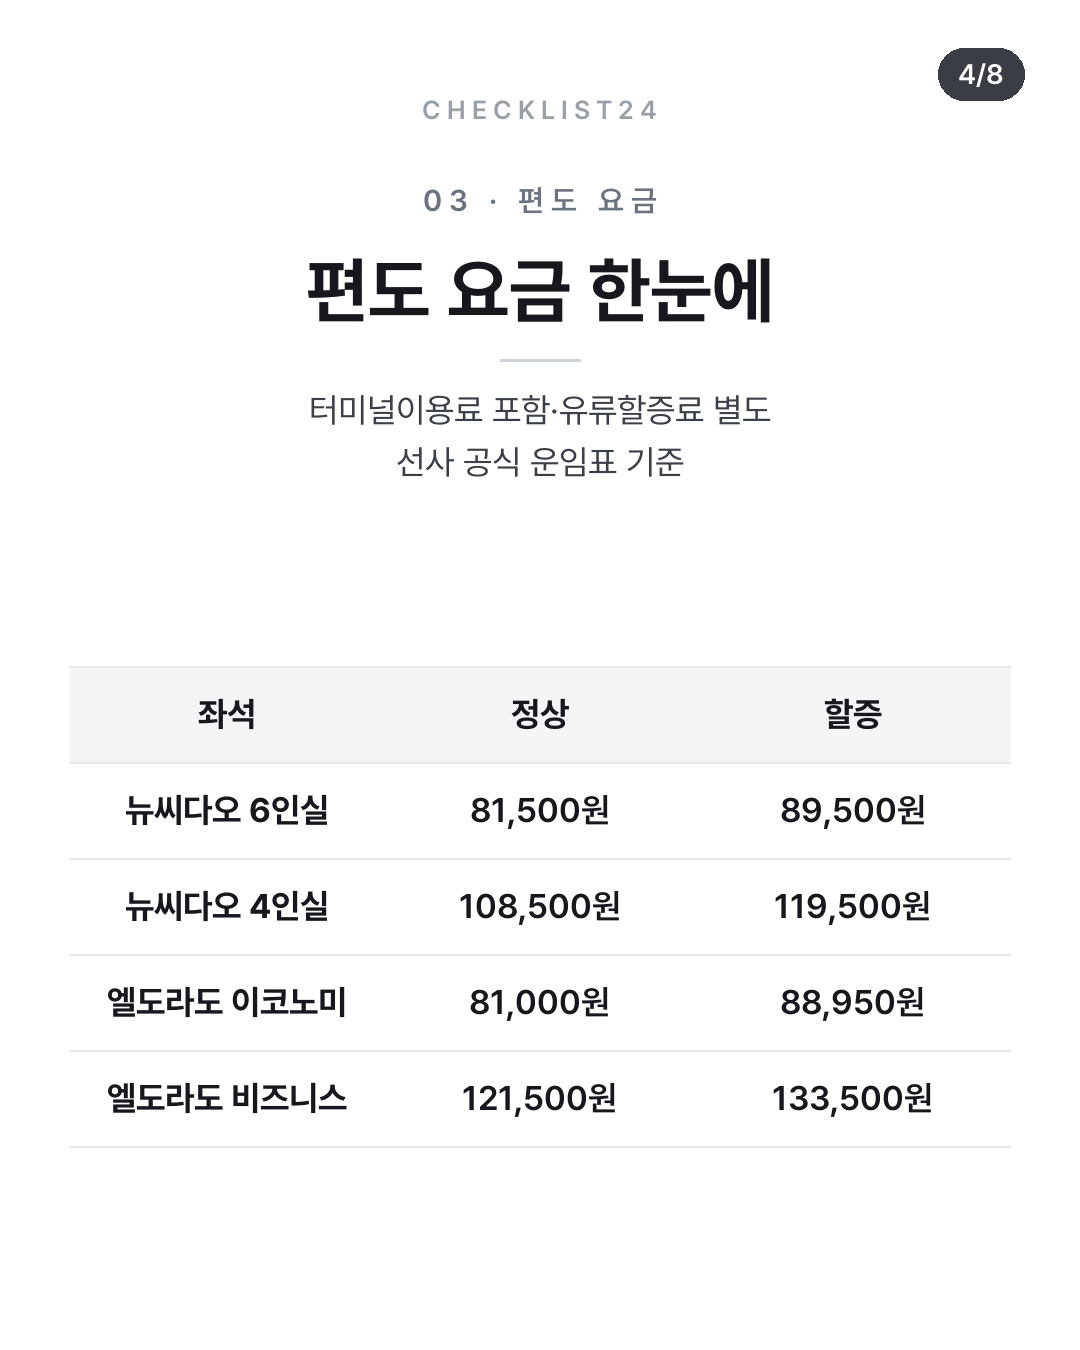 4/8
CHECKLIST24
03 · 편도 요금
편도 요금 한눈에
터미널이용료 포함·유류할증료 별도
선사 공식 운임표 기준
좌석 정상 할증
뉴씨다오 6인실 81,500원 89,500원
뉴씨다오 4인실 108,500원 119,500원
엘도라도 이코노미 81,000원 88,950원
엘도라도 비즈니스 121,500원 133,500원